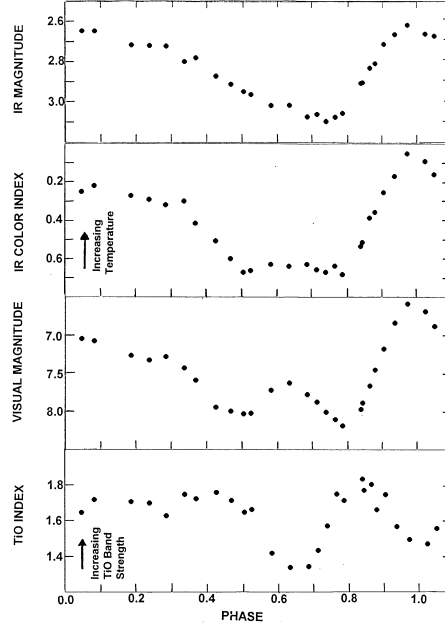 IR MAGNITUDE
2.6
2.8
3.0
IR COLOR INDEX
0.2
0.4
0.6
Increasing
Temperature
VISUAL MAGNITUDE
7.0
7.5
8.0
TiO INDEX
1.8
1.6
1.4
Increasing
TiO Band
Strength
0.0 0.2 0.4 0.6 0.8 1.0
PHASE